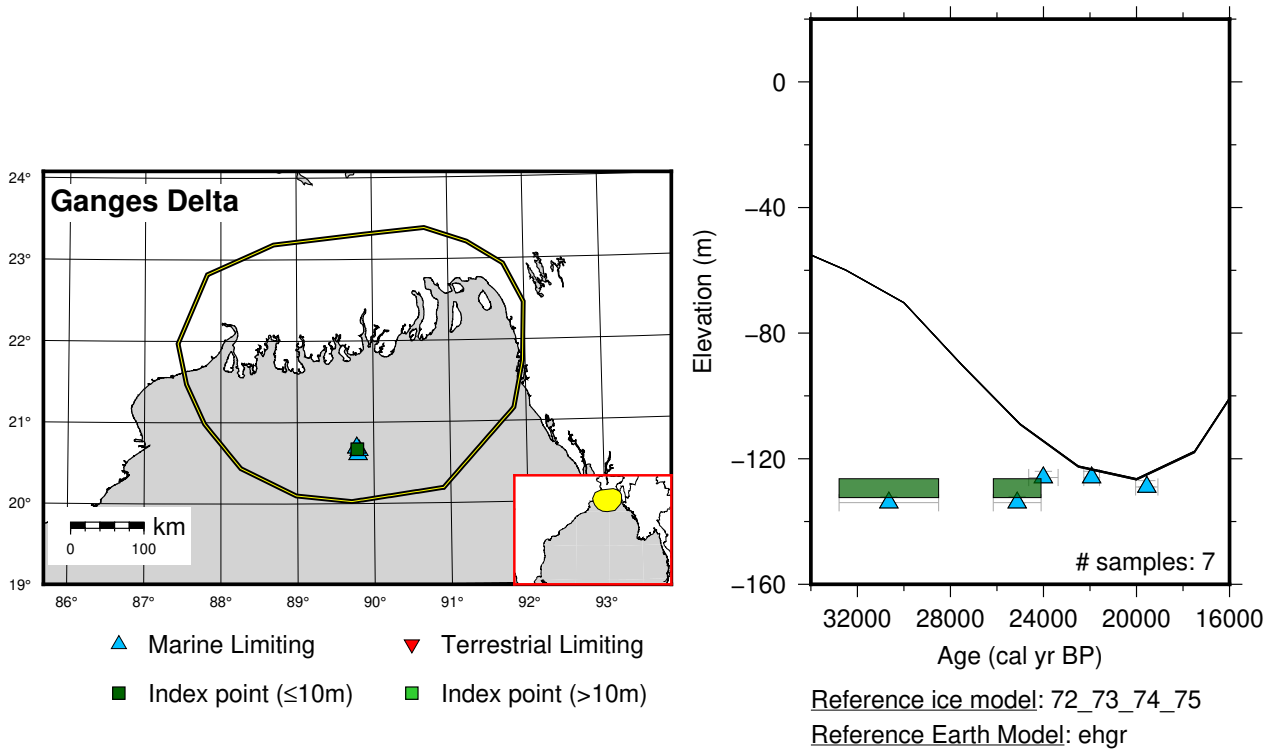 Ganges Delta
24°
23°
22°
21°
20°
19°
86°
87°
88°
89°
90°
91°
92°
93°
km
0
100
Marine Limiting
Terrestrial Limiting
Index point (≤10m)
Index point (>10m)
Elevation (m)
0
−40
−80
−120
−160
# samples: 7
32000
28000
24000
20000
16000
Age (cal yr BP)
Reference ice model: 72_73_74_75
Reference Earth Model: ehgr